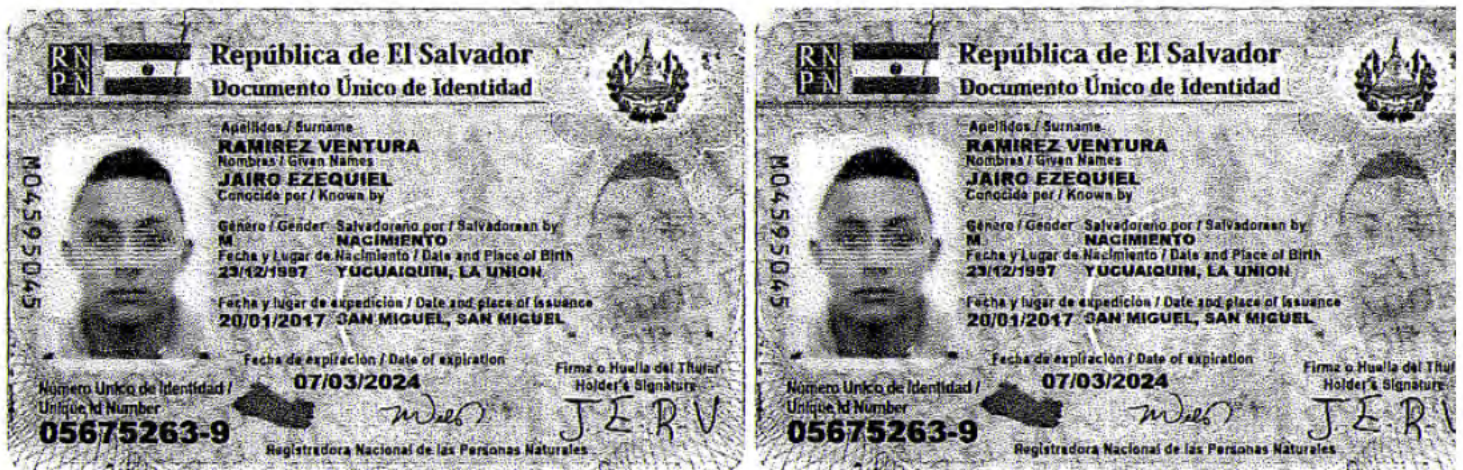 RN
PN
República de El Salvador
Documento Único de Identidad
Apellidos / Surname
RAMIREZ VENTURA
Nombres / Given Names
JAIRO EZEQUIEL
Conocido por / Known by
Género / Gender Salvadoreño por / Salvadorean by
M NACIMIENTO
Fecha y Lugar de Nacimiento / Date and Place of Birth
23/12/1997 YUCUAIQUIN, LA UNION
Fecha y lugar de expedición / Date and place of issuance
20/01/2017 SAN MIGUEL, SAN MIGUEL
Fecha de expiración / Date of expiration
07/03/2024
M04595045
Número Unico de Identidad /
Unique Id Number
05675263-9
Firma o Huella del Titular
Holder's Signature
J.E.R.V
Registradora Nacional de las Personas Naturales
RN
PN
República de El Salvador
Documento Único de Identidad
Apellidos / Surname
RAMIREZ VENTURA
Nombres / Given Names
JAIRO EZEQUIEL
Conocido por / Known by
Género / Gender Salvadoreño por / Salvadorean by
M NACIMIENTO
Fecha y Lugar de Nacimiento / Date and Place of Birth
23/12/1997 YUCUAIQUIN, LA UNION
Fecha y lugar de expedición / Date and place of issuance
20/01/2017 SAN MIGUEL, SAN MIGUEL
Fecha de expiración / Date of expiration
07/03/2024
M04595045
Número Unico de Identidad /
Unique Id Number
05675263-9
Firma o Huella del Titul
Holder's Signature
J.E.R.V
Registradora Nacional de las Personas Naturales